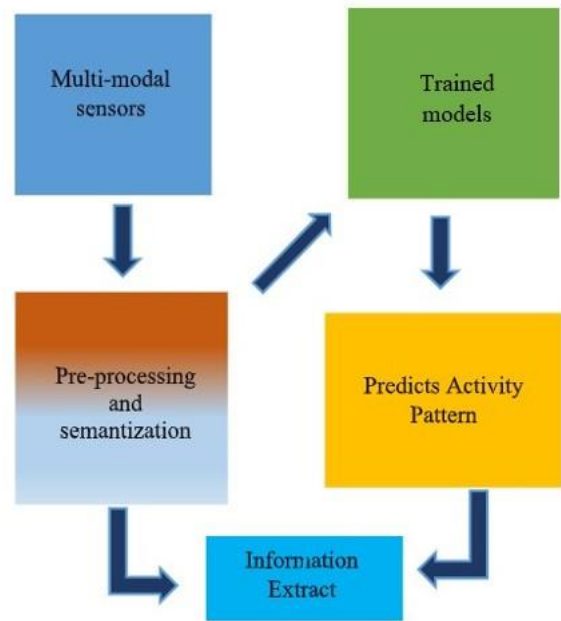 Multi-modal
sensors
Trained
models
Pre-processing
and
semantization
Predicts Activity
Pattern
Information
Extract